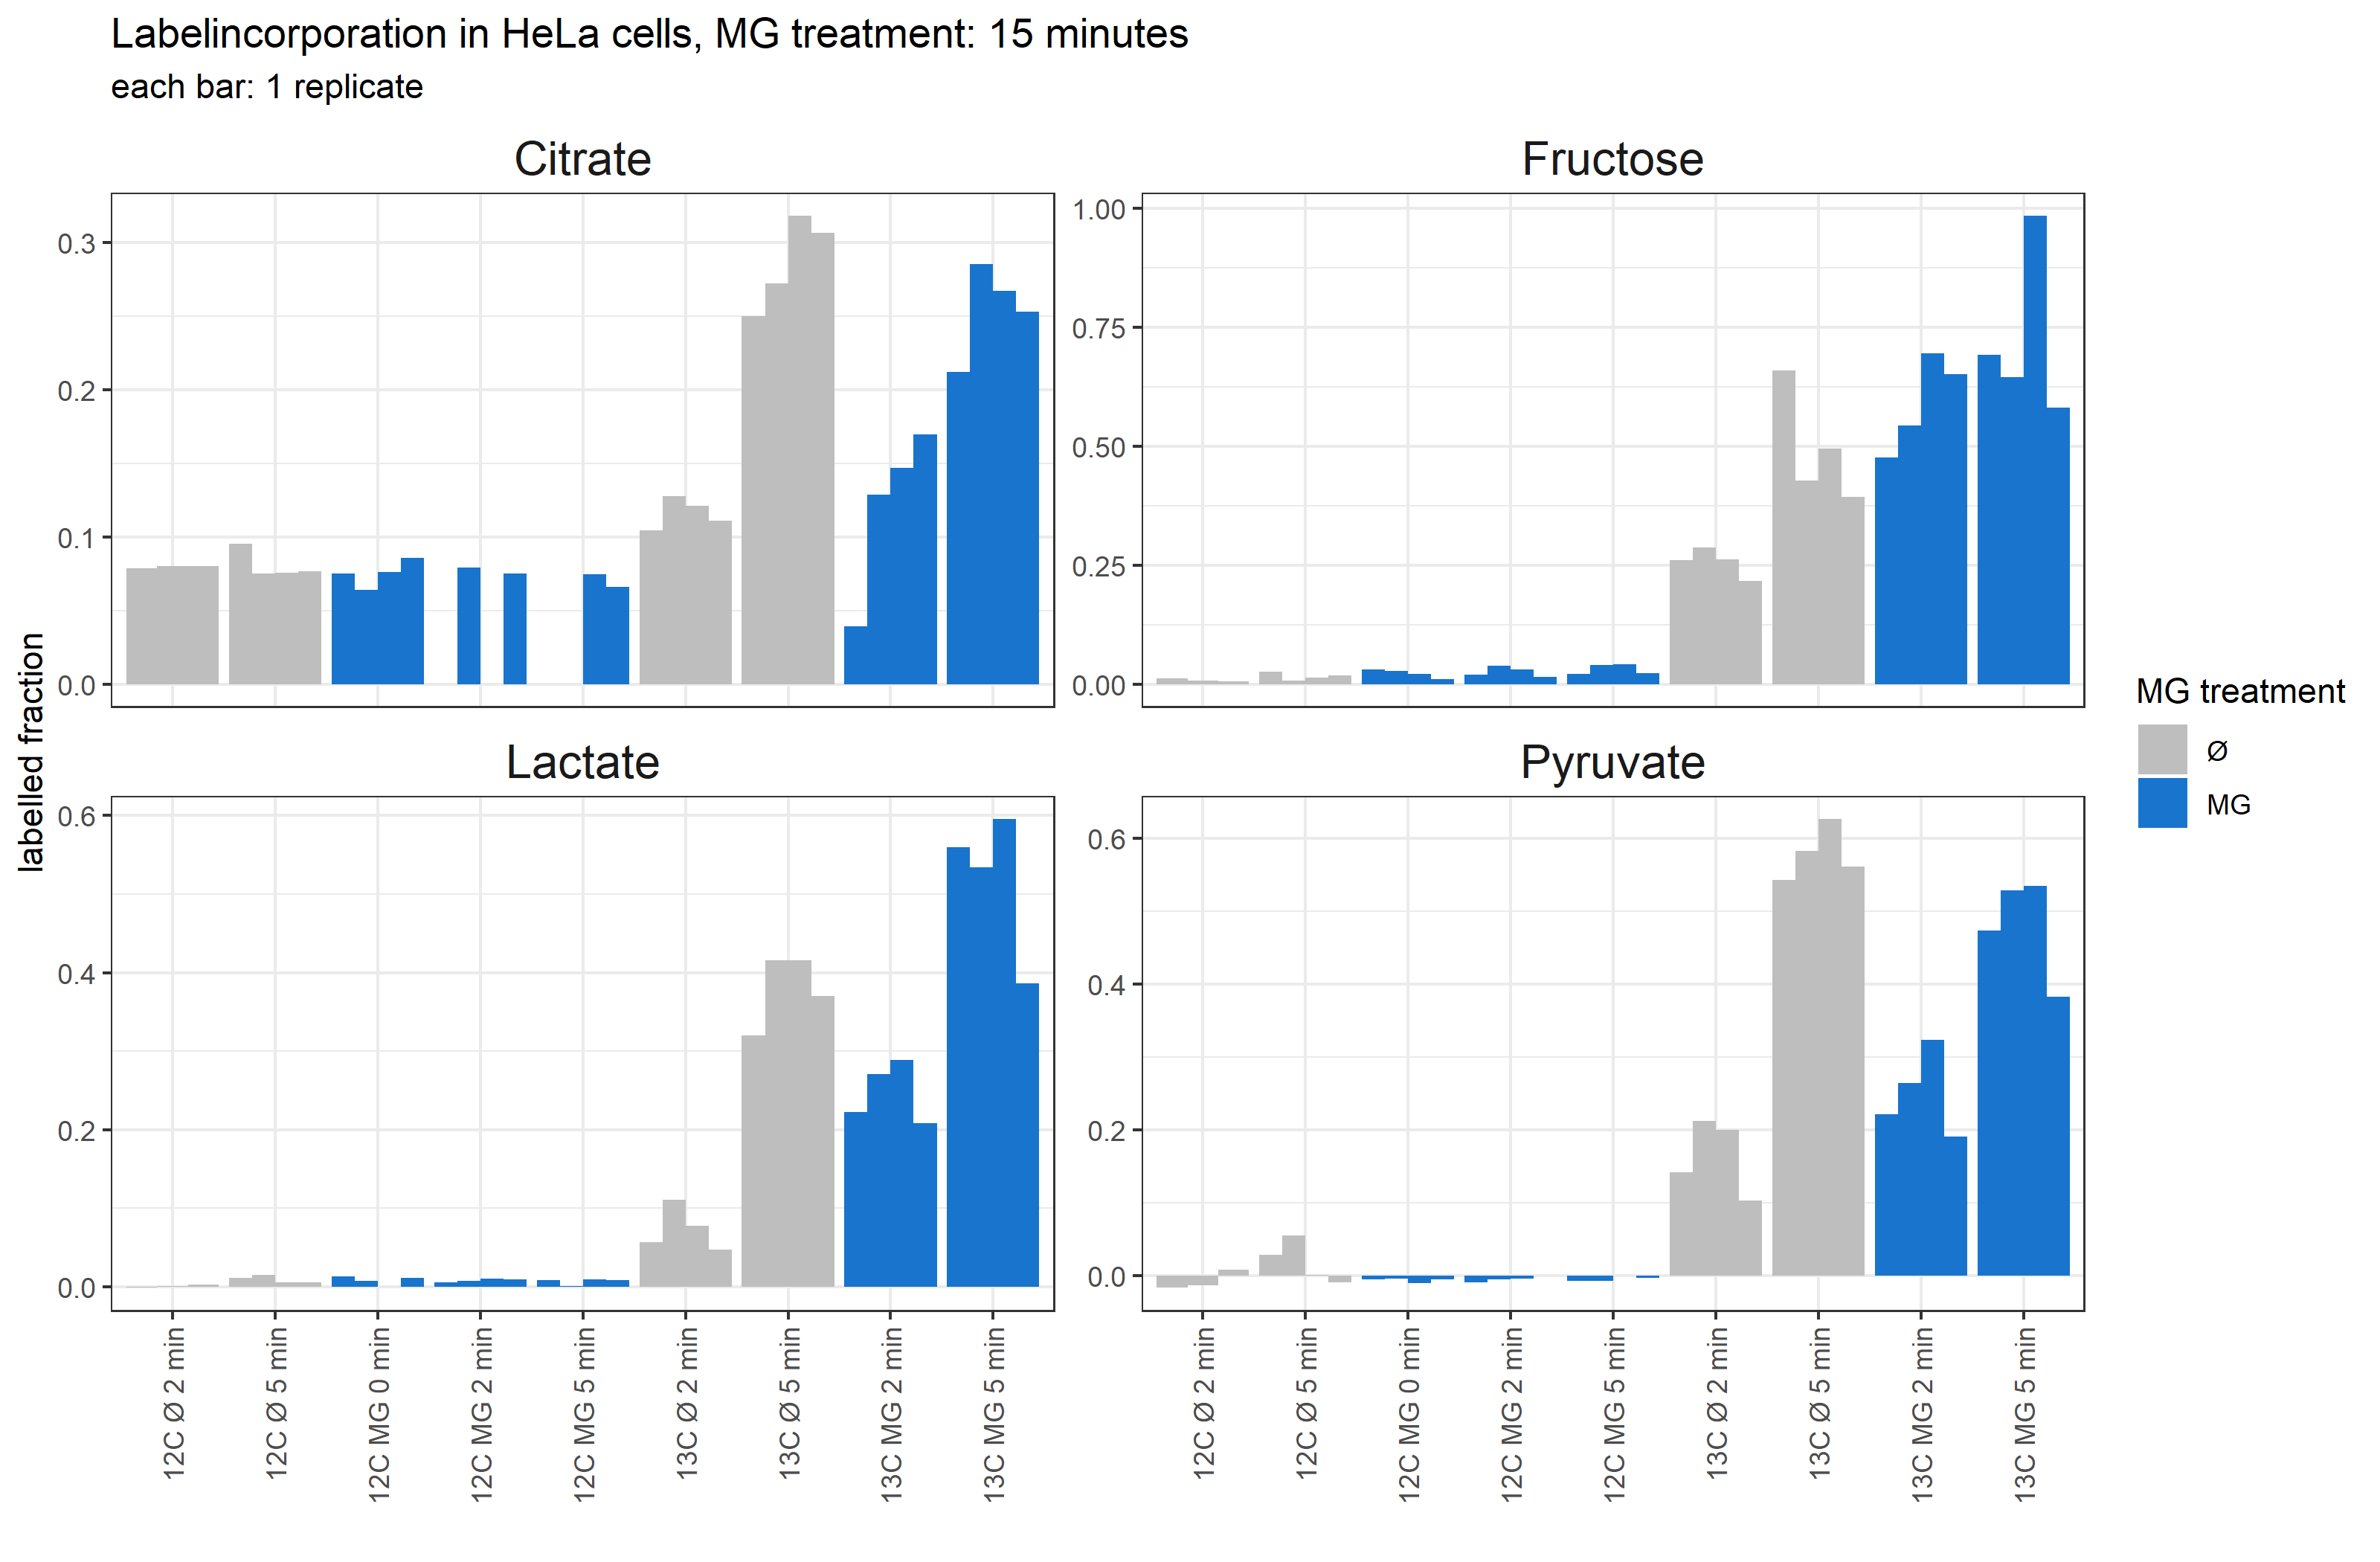 Labelincorporation in HeLa cells, MG treatment: 15 minutes
each bar: 1 replicate
Citrate
Fructose
0.3
0.2
0.1
0.0
1.00
0.75
0.50
0.25
0.00
labelled fraction
Lactate
Pyruvate
0.6
0.4
0.2
0.0
0.6
0.4
0.2
0.0
12C Ø 2 min
12C Ø 5 min
12C MG 0 min
12C MG 2 min
12C MG 5 min
13C Ø 2 min
13C Ø 5 min
13C MG 2 min
13C MG 5 min
12C Ø 2 min
12C Ø 5 min
12C MG 0 min
12C MG 2 min
12C MG 5 min
13C Ø 2 min
13C Ø 5 min
13C MG 2 min
13C MG 5 min
MG treatment
Ø
MG